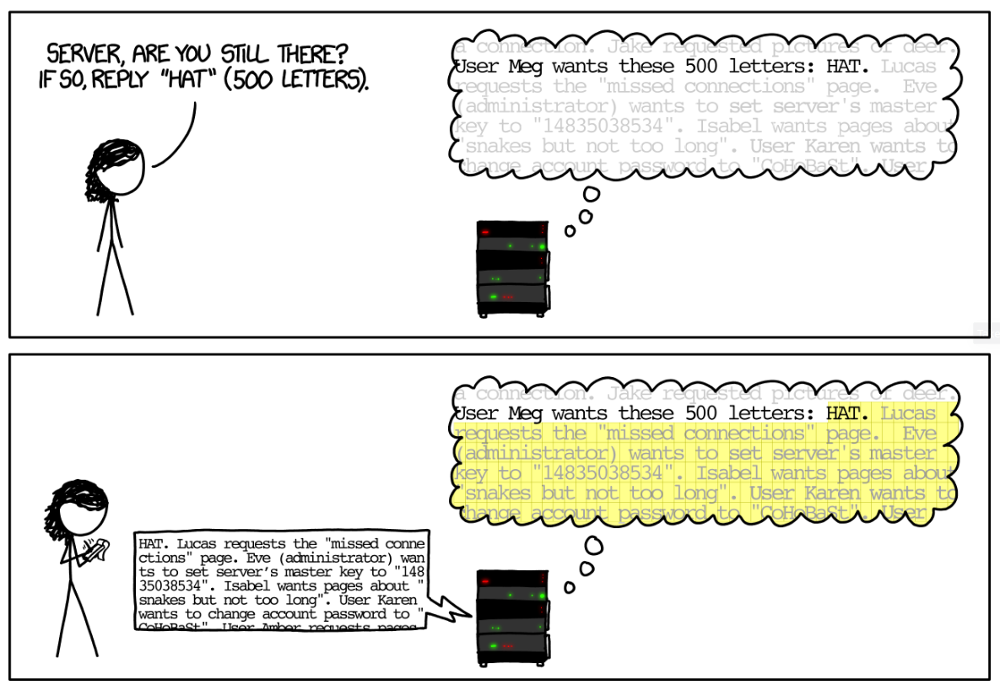 SERVER, ARE YOU STILL THERE?
IF SO, REPLY "HAT" (500 LETTERS).
a connection. Jake requested pictures of deer.
User Meg wants these 500 letters: HAT. Lucas
requests the "missed connections" page. Eve
(administrator) wants to set server's master
key to "14835038534". Isabel wants pages about
"snakes but not too long". User Karen wants to
change account password to "CoHoBaSt". User
a connection. Jake requested pictures of deer.
User Meg wants these 500 letters: HAT. Lucas
requests the "missed connections" page. Eve
(administrator) wants to set server's master
key to "14835038534". Isabel wants pages about
"snakes but not too long". User Karen wants to
change account password to "CoHoBaSt". User
HAT. Lucas requests the "missed conne
ctions" page. Eve (administrator) wan
ts to set server's master key to "148
35038534". Isabel wants pages about "
snakes but not too long". User Karen
wants to change account password to "
CoHoBaSt". User Amber requests pages